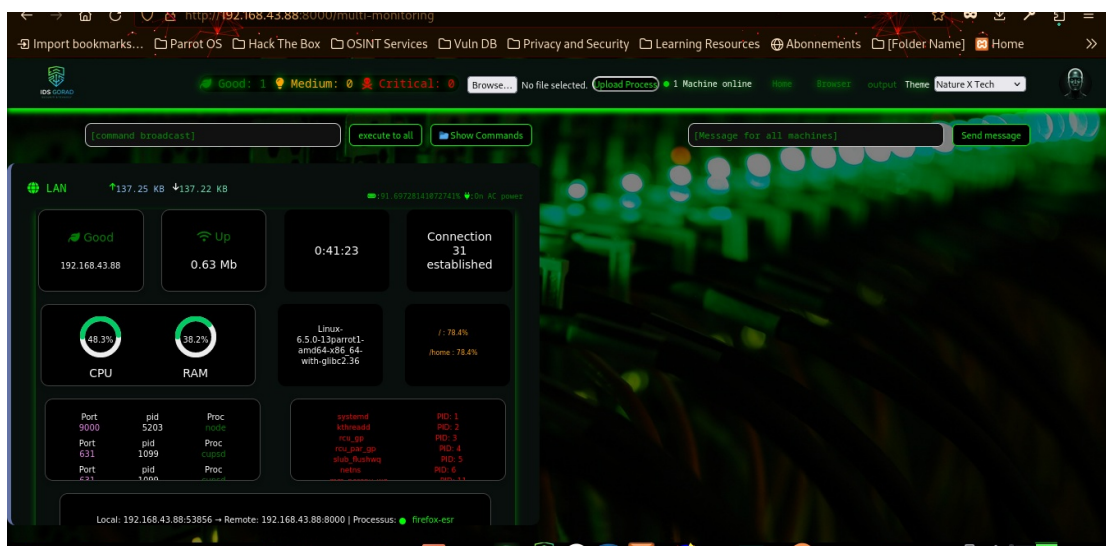 http://192.168.43.88:8000/multi-monitoring
Import bookmarks... Parrot OS Hack The Box OSINT Services Vuln DB Privacy and Security Learning Resources Abonnements [Folder Name] Home
IDS GORAD Good: 1 Medium: 0 Critical: 0 Browse... No file selected. Upload Process 1 Machine online Home Browser output Theme Nature X Tech
[command broadcast] execute to all Show Commands [Message for all machines] Send message
LAN ↑137.25 KB ↓137.22 KB :91.69728141072741% :On AC power
Good Up 0:41:23 Connection
31
established
192.168.43.88 0.63 Mb
48.3% 38.2%
CPU RAM
Linux-
6.5.0-13parrot1-
amd64-x86_64-
with-glibc2.36
/ : 78.4%
/home : 78.4%
Port pid Proc
9000 5203 node
Port pid Proc
631 1099 cupsd
Port pid Proc
631 1099 cupsd
systemd PID: 1
kthreadd PID: 2
rcu_gp PID: 3
rcu_par_gp PID: 4
slub_flushwq PID: 5
netns PID: 6
PID: 11
Local: 192.168.43.88:53856 → Remote: 192.168.43.88:8000 | Processus: firefox-esr